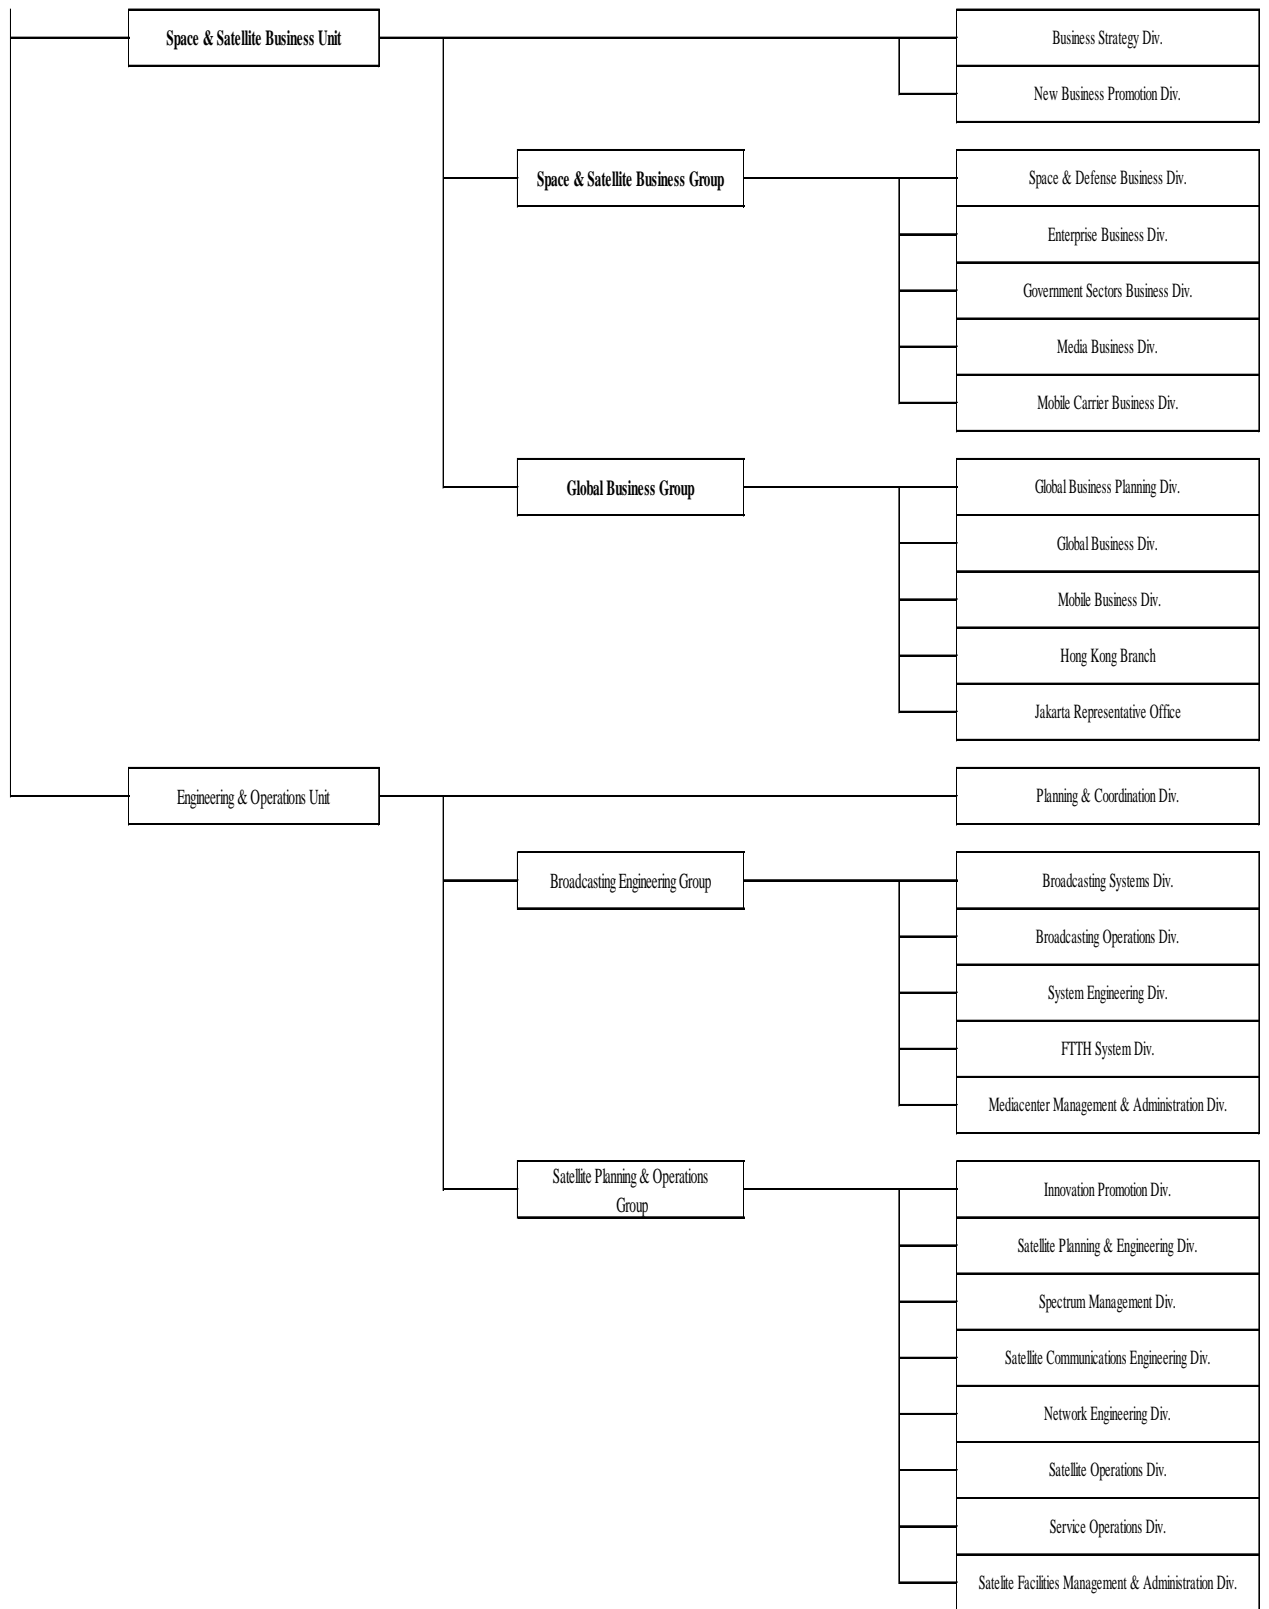 Space & Satellite Business Unit
Business Strategy Div.
New Business Promotion Div.
Space & Satellite Business Group
Space & Defense Business Div.
Enterprise Business Div.
Government Sectors Business Div.
Media Business Div.
Mobile Carrier Business Div.
Global Business Group
Global Business Planning Div.
Global Business Div.
Mobile Business Div.
Hong Kong Branch
Jakarta Representative Office
Engineering & Operations Unit
Planning & Coordination Div.
Broadcasting Engineering Group
Broadcasting Systems Div.
Broadcasting Operations Div.
System Engineering Div.
FTTH System Div.
Mediacenter Management & Administration Div.
Satellite Planning & Operations
Group
Innovation Promotion Div.
Satellite Planning & Engineering Div.
Spectrum Management Div.
Satellite Communications Engineering Div.
Network Engineering Div.
Satellite Operations Div.
Service Operations Div.
Satelite Facilities Management & Administration Div.